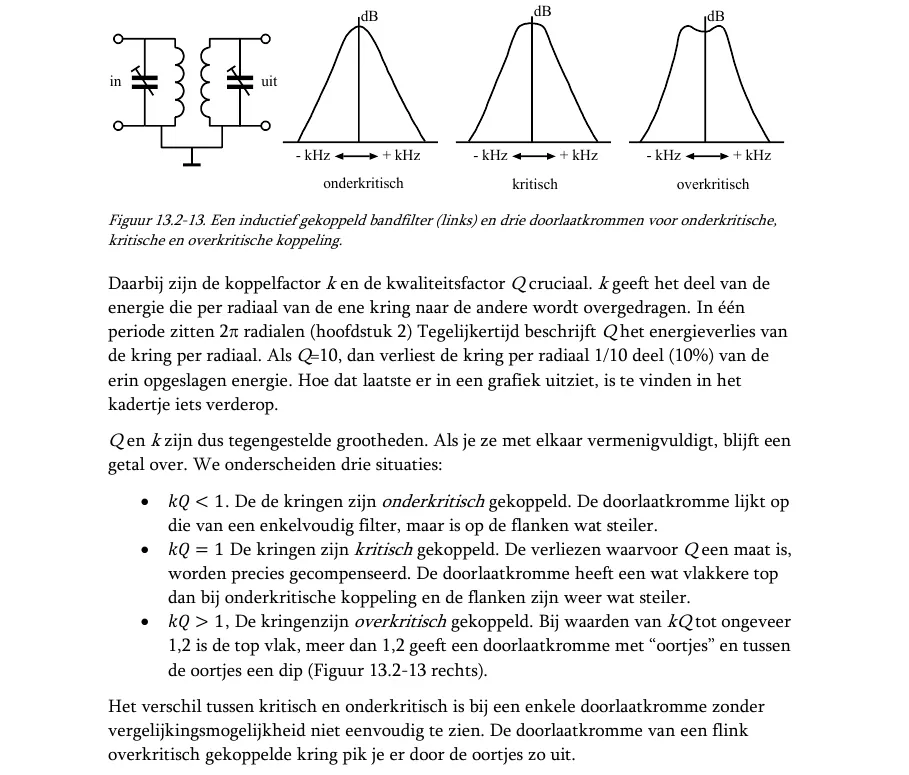 in
uit
dB
dB
dB
- kHz + kHz
- kHz + kHz
- kHz + kHz
onderkritisch
kritisch
overkritisch
Figuur 13.2-13. Een inductief gekoppeld bandfilter (links) en drie doorlaatkrommen voor onderkritische,
kritische en overkritische koppeling.
Daarbij zijn de koppelfactor k en de kwaliteitsfactor Q cruciaal. k geeft het deel van de
energie die per radiaal van de ene kring naar de andere wordt overgedragen. In één
periode zitten 2π radialen (hoofdstuk 2) Tegelijkertijd beschrijft Q het energieverlies van
de kring per radiaal. Als Q=10, dan verliest de kring per radiaal 1/10 deel (10%) van de
erin opgeslagen energie. Hoe dat laatste er in een grafiek uitziet, is te vinden in het
kadertje iets verderop.
Q en k zijn dus tegengestelde grootheden. Als je ze met elkaar vermenigvuldigt, blijft een
getal over. We onderscheiden drie situaties:
• kQ < 1. De de kringen zijn onderkritisch gekoppeld. De doorlaatkromme lijkt op
die van een enkelvoudig filter, maar is op de flanken wat steiler.
• kQ = 1 De kringen zijn kritisch gekoppeld. De verliezen waarvoor Q een maat is,
worden precies gecompenseerd. De doorlaatkromme heeft een wat vlakkere top
dan bij onderkritische koppeling en de flanken zijn weer wat steiler.
• kQ > 1, De kringenzijn overkritisch gekoppeld. Bij waarden van kQ tot ongeveer
1,2 is de top vlak, meer dan 1,2 geeft een doorlaatkromme met “oortjes” en tussen
de oortjes een dip (Figuur 13.2-13 rechts).
Het verschil tussen kritisch en onderkritisch is bij een enkele doorlaatkromme zonder
vergelijkingsmogelijkheid niet eenvoudig te zien. De doorlaatkromme van een flink
overkritisch gekoppelde kring pik je er door de oortjes zo uit.